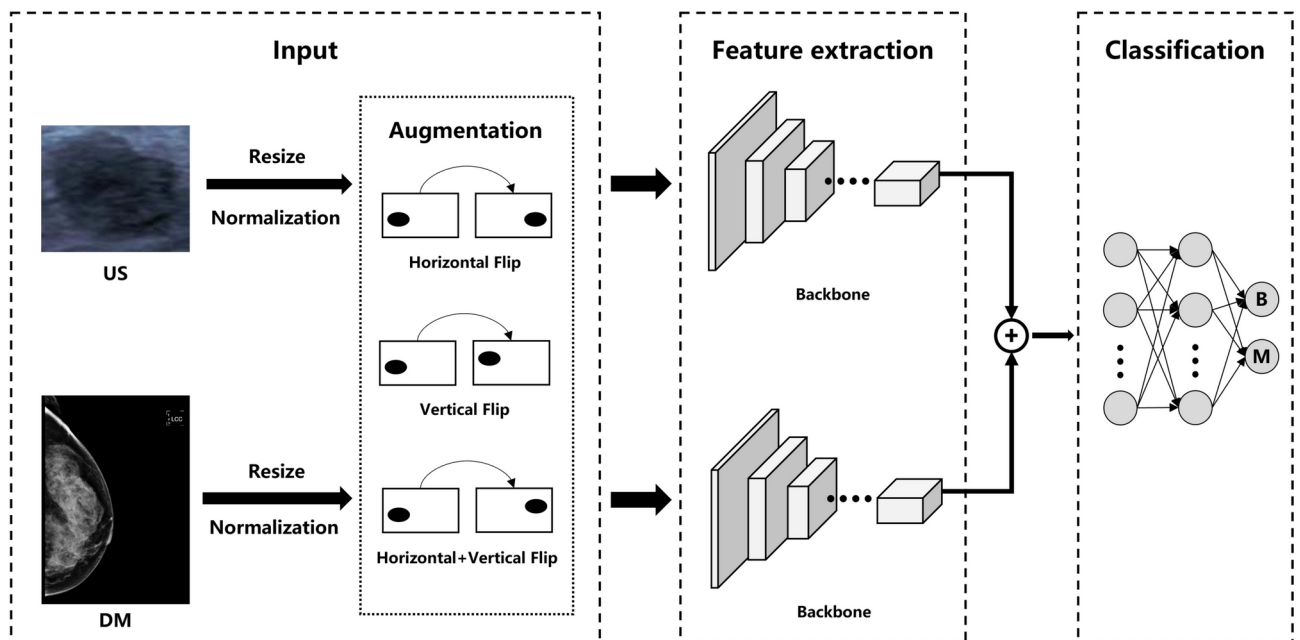 Input
Feature extraction
Classification
Augmentation
Resize
Normalization
US
Horizontal Flip
Backbone
+
B
M
Vertical Flip
LCC
Resize
Normalization
Horizontal+Vertical Flip
DM
Backbone